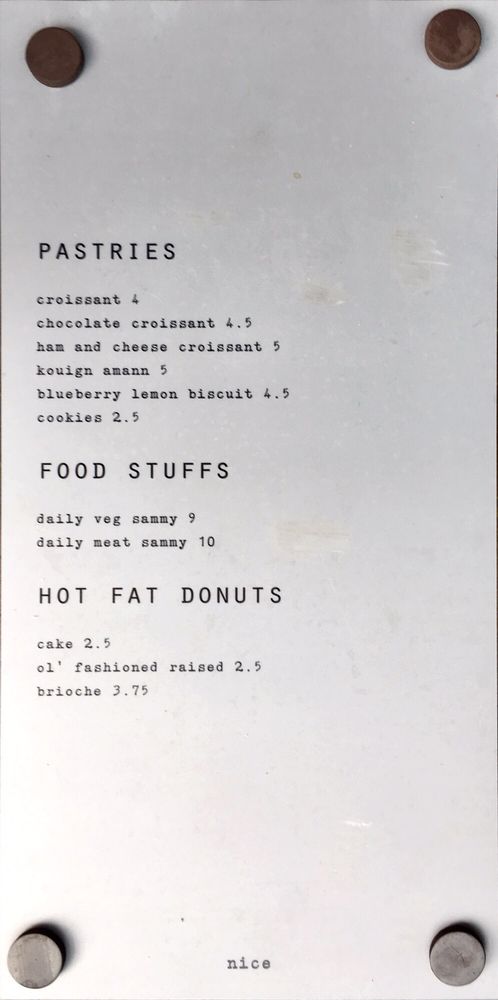 PASTRIES
croissant 4
chocolate croissant 4.5
ham and cheese croissant 5
kouign amann 5
blueberry lemon biscuit 4.5
cookies 2.5
FOOD STUFFS
daily veg sammy 9
daily meat sammy 10
HOT FAT DONUTS
cake 2.5
ol' fashioned raised 2.5
brioche 3.75
nice